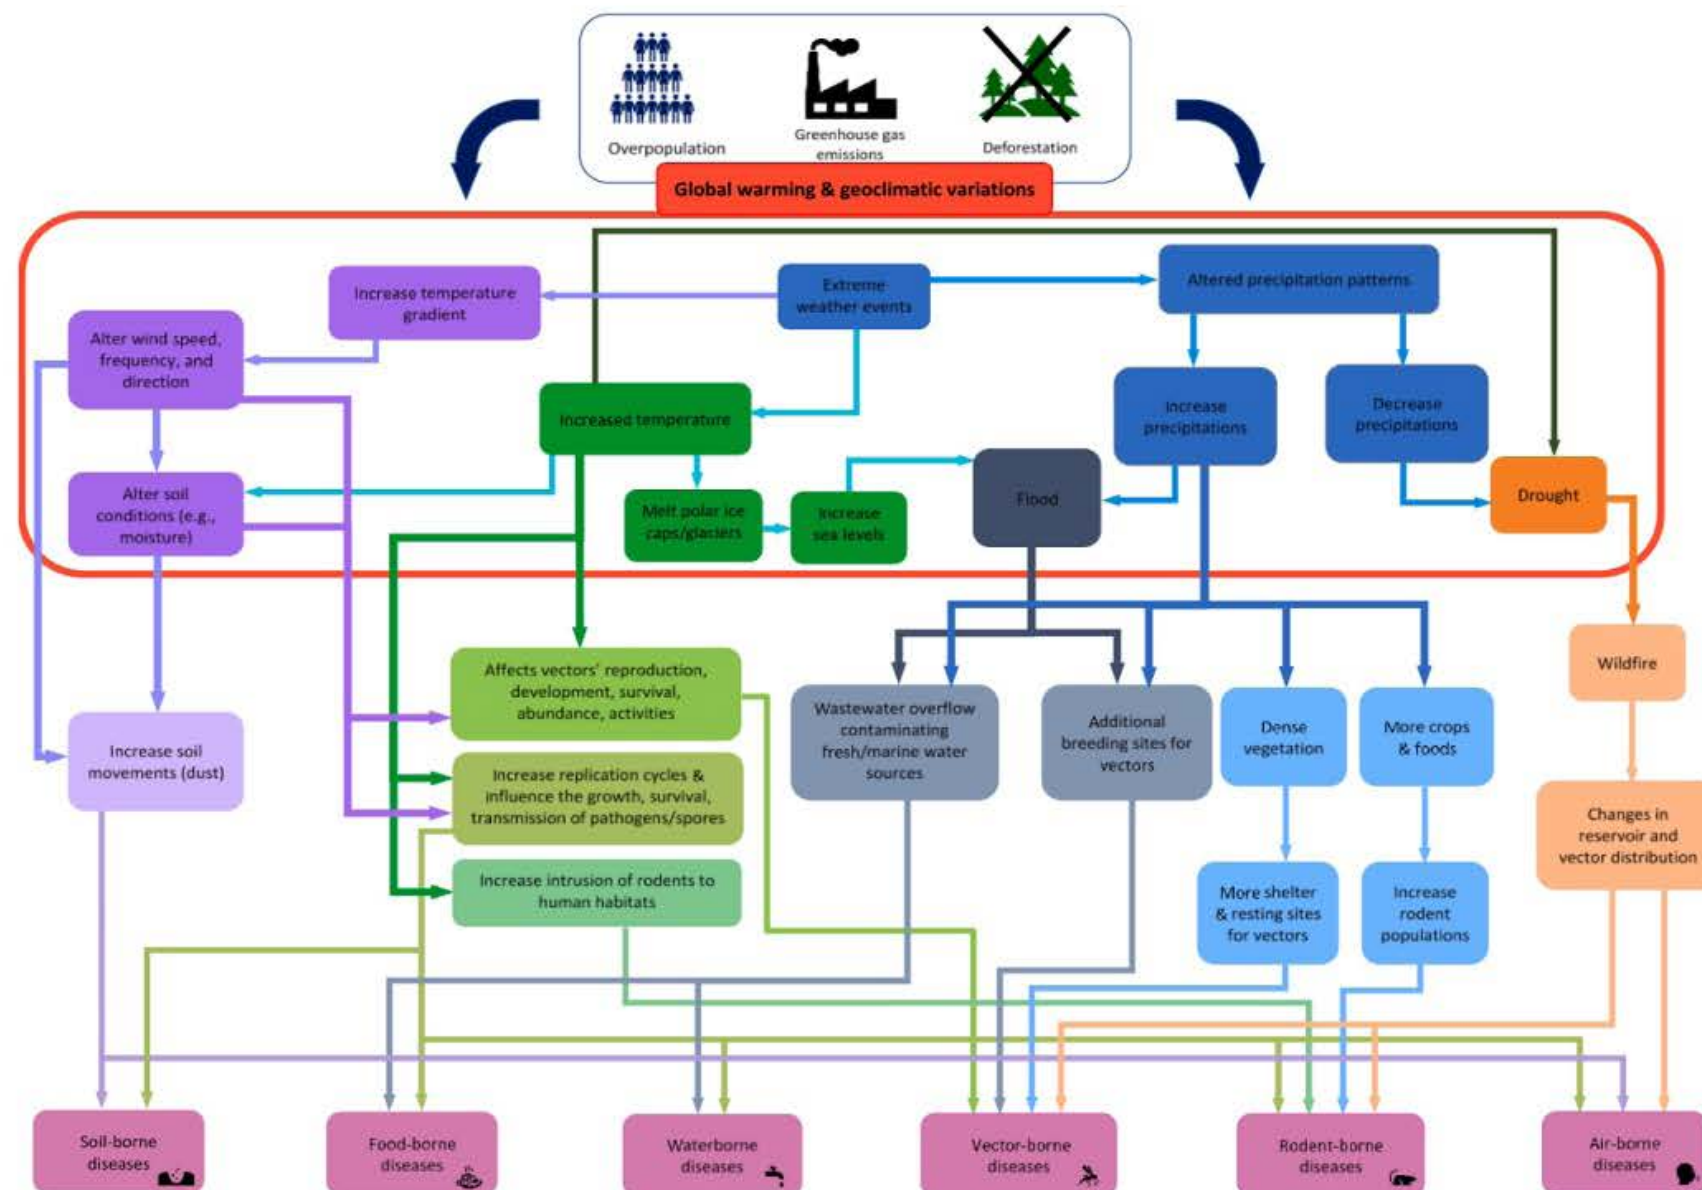 Overpopulation
Greenhouse gas
emissions
Deforestation
Global warming & geoclimatic variations
Increase temperature
gradient
Extreme
weather events
Altered precipitation patterns
Alter wind speed,
frequency, and
direction
Increased temperature
Increase
precipitations
Decrease
precipitations
Alter soil
conditions (e.g.,
moisture)
Melt polar ice
caps/glaciers
Increase
sea levels
Flood
Drought
Affects vectors' reproduction,
development, survival,
abundance, activities
Wildfire
Increase soil
movements (dust)
Wastewater overflow
contaminating
fresh/marine water
sources
Additional
breeding sites for
vectors
Dense
vegetation
More crops
& foods
Increase replication cycles &
influence the growth, survival,
transmission of pathogens/spores
Changes in
reservoir and
vector distribution
Increase intrusion of rodents to
human habitats
More shelter
& resting sites
for vectors
Increase
rodent
populations
Soil-borne
diseases
Food-borne
diseases
Waterborne
diseases
Vector-borne
diseases
Rodent-borne
diseases
Air-borne
diseases